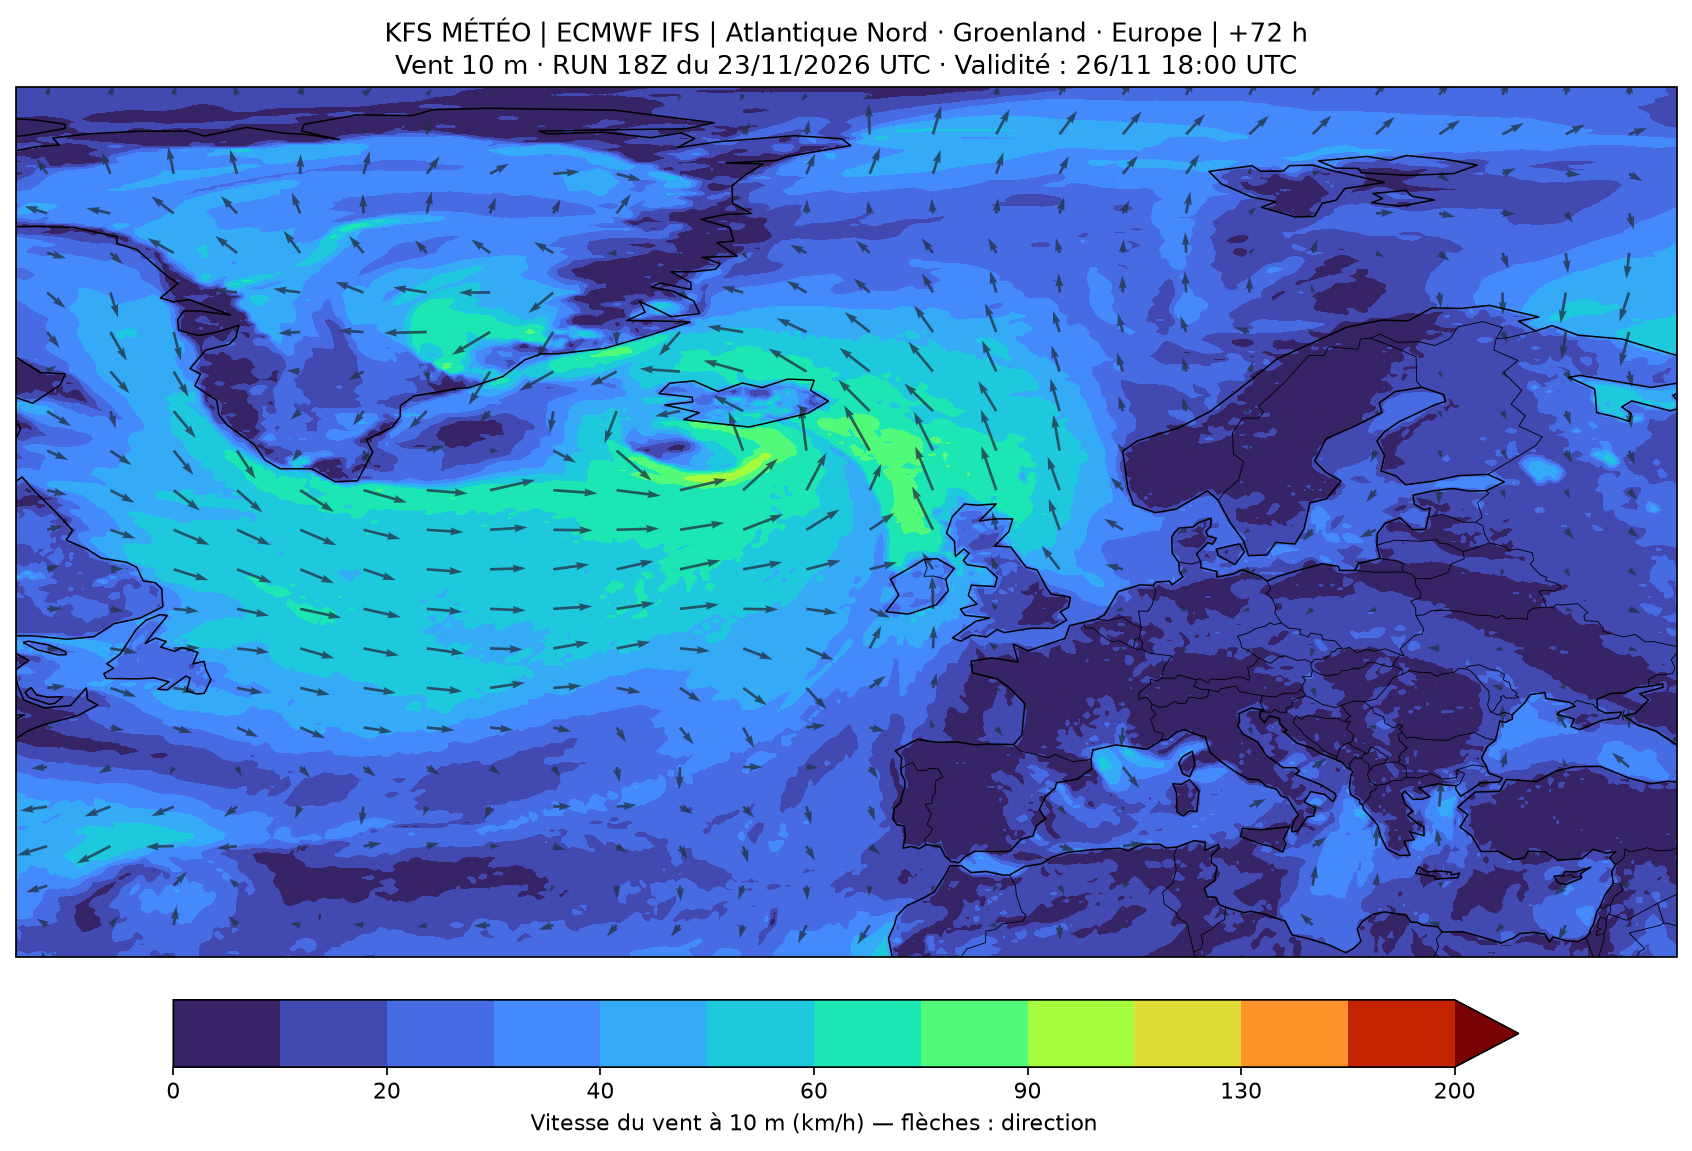 KFS MÉTÉO | ECMWF IFS | Atlantique Nord · Groenland · Europe | +72 h
Vent 10 m · RUN 18Z du 23/11/2026 UTC · Validité : 26/11 18:00 UTC
0 20 40 60 90 130 200
Vitesse du vent à 10 m (km/h) — flèches : direction